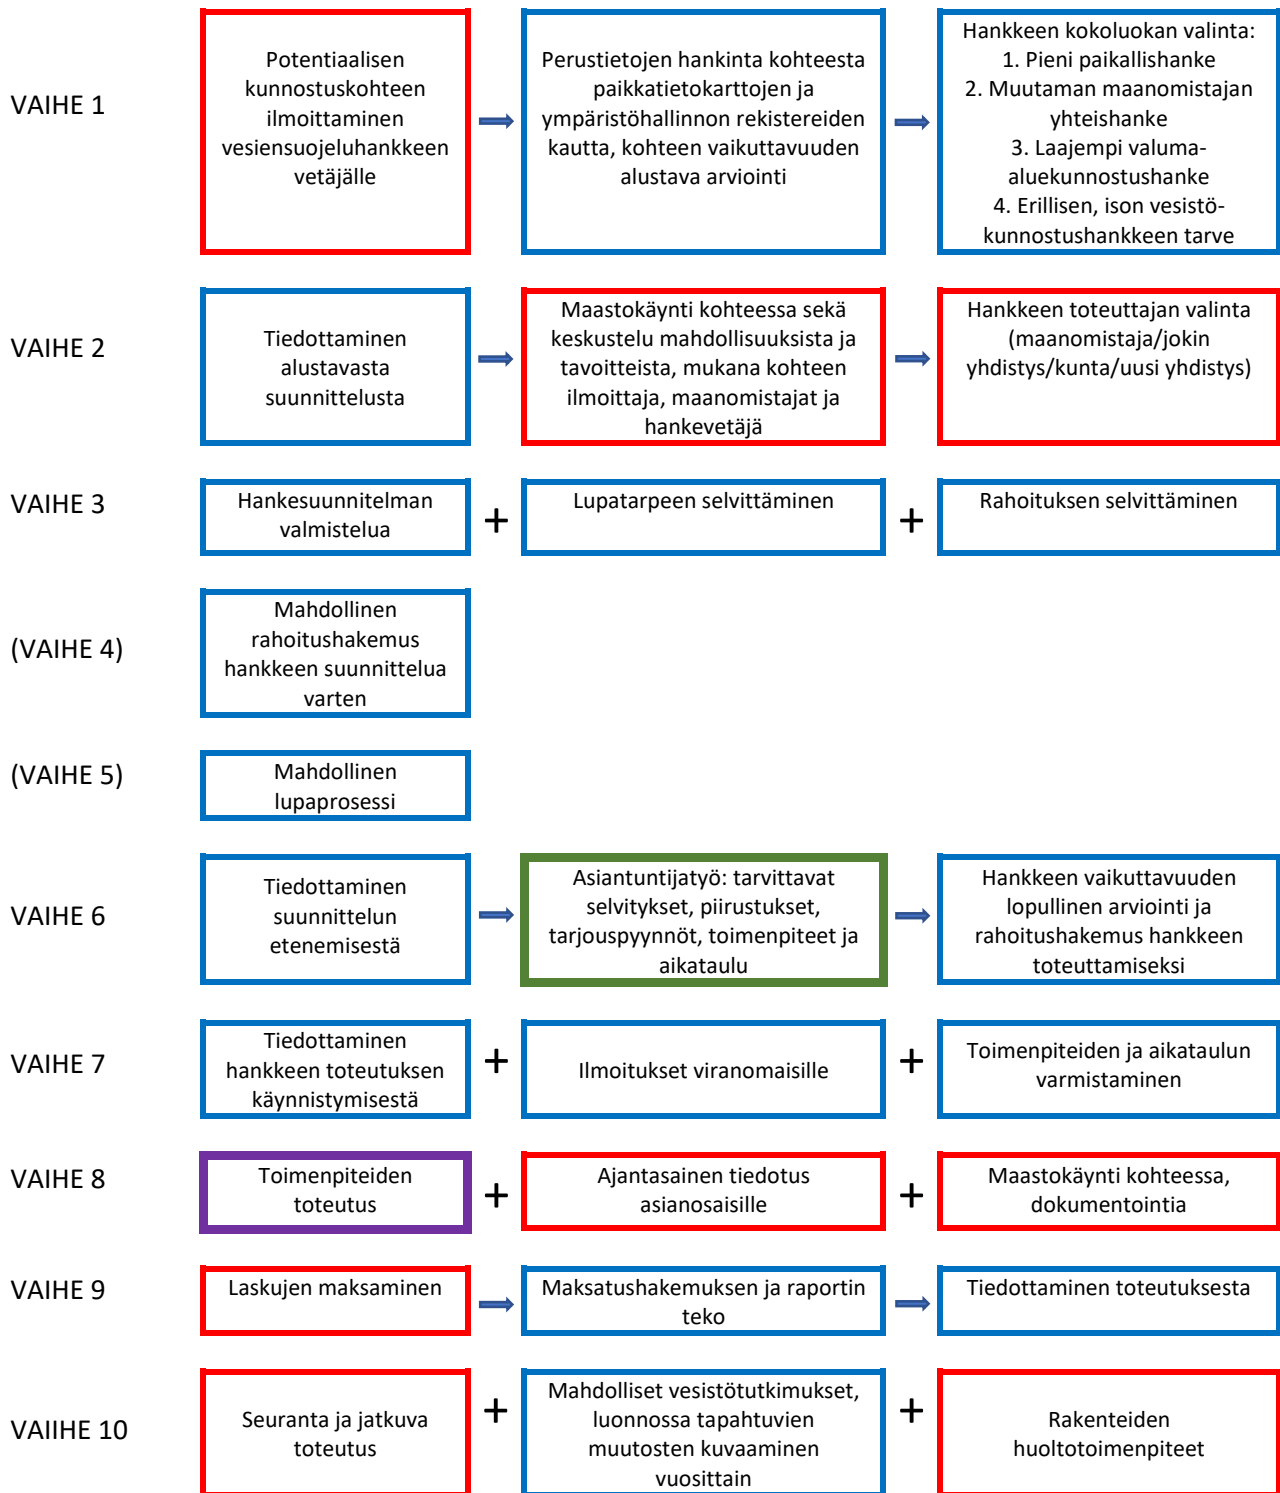 VAIHE 1
Potentiaalisen
kunnostuskohteen
ilmoittaminen
vesiensuojeluhankkeen
vetäjälle
Perustietojen hankinta kohteesta
paikkatietokarttojen ja
ympäristöhallinnon rekistereiden
kautta, kohteen vaikuttavuuden
alustava arviointi
Hankkeen kokoluokan valinta:
1. Pieni paikallishanke
2. Muutaman maanomistajan
yhteishanke
3. Laajempi valuma-
aluekunnostushanke
4. Erillisen, ison vesistö-
kunnostushankkeen tarve
VAIHE 2
Tiedottaminen
alustavasta
suunnittelusta
Maastokäynti kohteessa sekä
keskustelu mahdollisuuksista ja
tavoitteista, mukana kohteen
ilmoittaja, maanomistajat ja
hankevetäjä
Hankkeen toteuttajan valinta
(maanomistaja/jokin
yhdistys/kunta/uusi yhdistys)
VAIHE 3
Hankesuunnitelman
valmistelua
+
Lupatarpeen selvittäminen
+
Rahoituksen selvittäminen
(VAIHE 4)
Mahdollinen
rahoitushakemus
hankkeen suunnittelua
varten
(VAIHE 5)
Mahdollinen
lupaprosessi
VAIHE 6
Tiedottaminen
suunnittelun
etenemisestä
Asiantuntijatyö: tarvittavat
selvitykset, piirustukset,
tarjouspyynnöt, toimenpiteet ja
aikataulu
Hankkeen vaikuttavuuden
lopullinen arviointi ja
rahoitushakemus hankkeen
toteuttamiseksi
VAIHE 7
Tiedottaminen
hankkeen toteutuksen
käynnistymisestä
+
Ilmoitukset viranomaisille
+
Toimenpiteiden ja aikataulun
varmistaminen
VAIHE 8
Toimenpiteiden
toteutus
+
Ajantasainen tiedotus
asianosaisille
+
Maastokäynti kohteessa,
dokumentointia
VAIHE 9
Laskujen maksaminen
Maksatushakemuksen ja raportin
teko
Tiedottaminen toteutuksesta
VAIIHE 10
Seuranta ja jatkuva
toteutus
+
Mahdolliset vesistötutkimukset,
luonnossa tapahtuvien
muutosten kuvaaminen
vuosittain
+
Rakenteiden
huoltotoimenpiteet